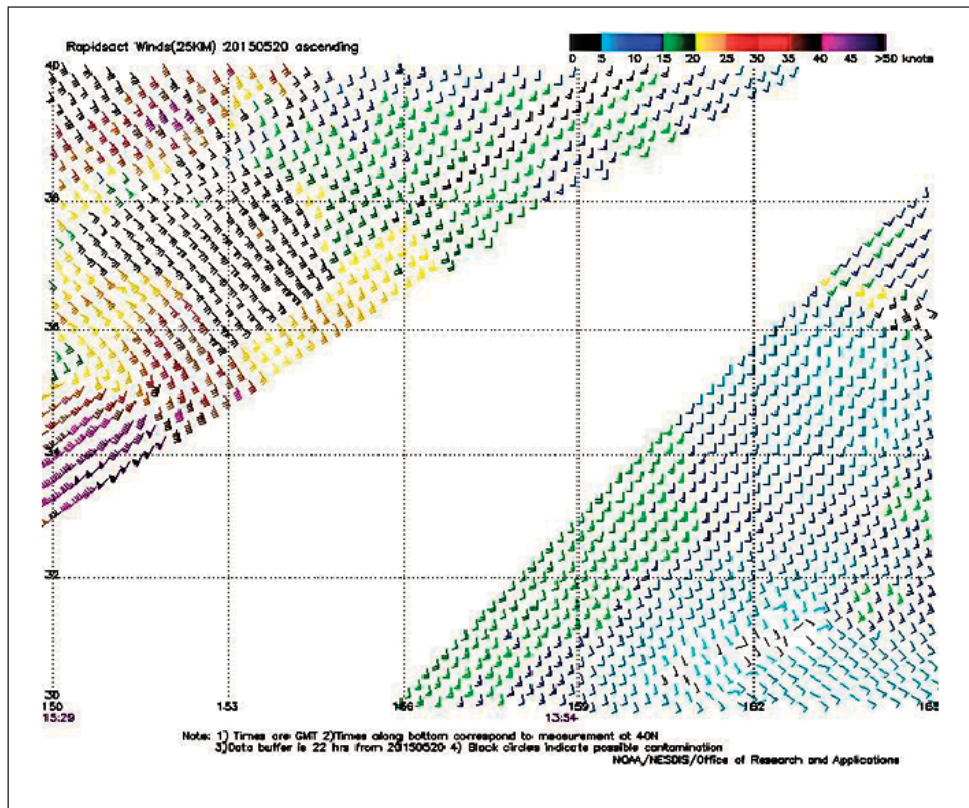 Rapidsact Winds(25KM) 20150520 ascending
0 5 10 15 20 25 30 35 40 45 >50 knots
40
38
36
34
32
30
150 153 156 159 162 165
15:29 13:54
Note: 1) Times are GMT 2)Times along bottom correspond to measurement at 40N
3)Data buffer is 22 hrs from 20150520 4) Black circles indicate possible contamination
NOAA/NESDIS/Office of Research and Applications